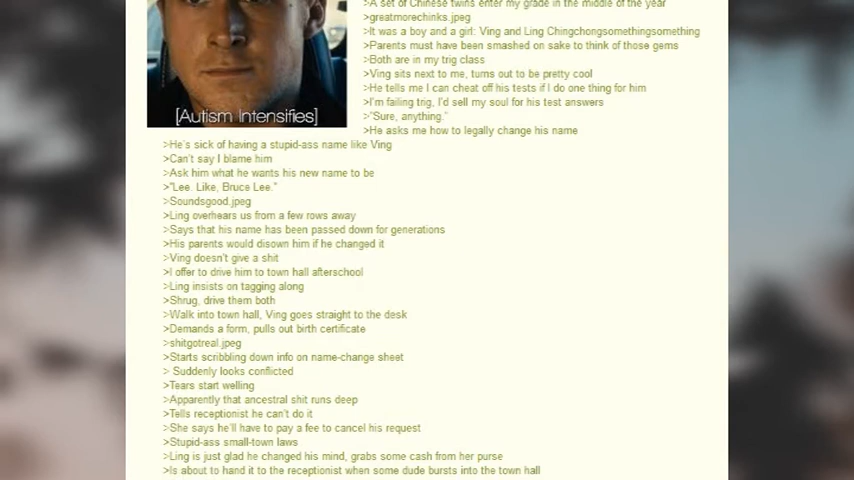 >A set of Chinese twins enter my grade in the middle of the year
>greatmorechinks.jpeg
>It was a boy and a girl: Ving and Ling Chingchongsomethingsomething
>Parents must have been smashed on sake to think of those gems
>Both are in my trig class
>Ving sits next to me, turns out to be pretty cool
>He tells me I can cheat off his tests if I do one thing for him
>I'm failing trig, I'd sell my soul for his test answers
>"Sure, anything."
[Autism Intensifies]
>He asks me how to legally change his name
>He's sick of having a stupid-ass name like Ving
>Can't say I blame him
>Ask him what he wants his new name to be
>"Lee. Like, Bruce Lee."
>Soundsgood.jpeg
>Ling overhears us from a few rows away
>Says that his name has been passed down for generations
>His parents would disown him if he changed it
>Ving doesn't give a shit
>I offer to drive him to town hall afterschool
>Ling insists on tagging along
>Shrug, drive them both
>Walk into town hall, Ving goes straight to the desk
>Demands a form, pulls out birth certificate
>shitgotreal.jpeg
>Starts scribbling down info on name-change sheet
> Suddenly looks conflicted
>Tears start welling
>Apparently that ancestral shit runs deep
>Tells receptionist he can't do it
>She says he'll have to pay a fee to cancel his request
>Stupid-ass small-town laws
>Ling is just glad he changed his mind, grabs some cash from her purse
>Is about to hand it to the receptionist when some dude bursts into the town hall